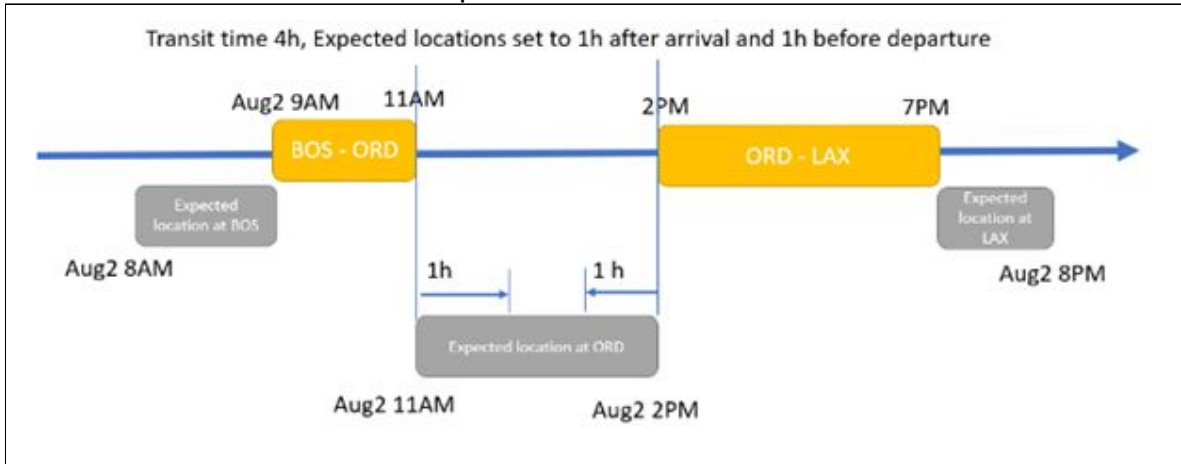 Transit time 4h, Expected locations set to 1h after arrival and 1h before departure
Aug2 9AM
11AM
2PM
7PM
BOS - ORD
ORD - LAX
Expected
location at BOS
Expected
location at
LAX
Aug2 8AM
Aug2 8PM
1h
1 h
Expected location at ORD
Aug2 11AM
Aug2 2PM